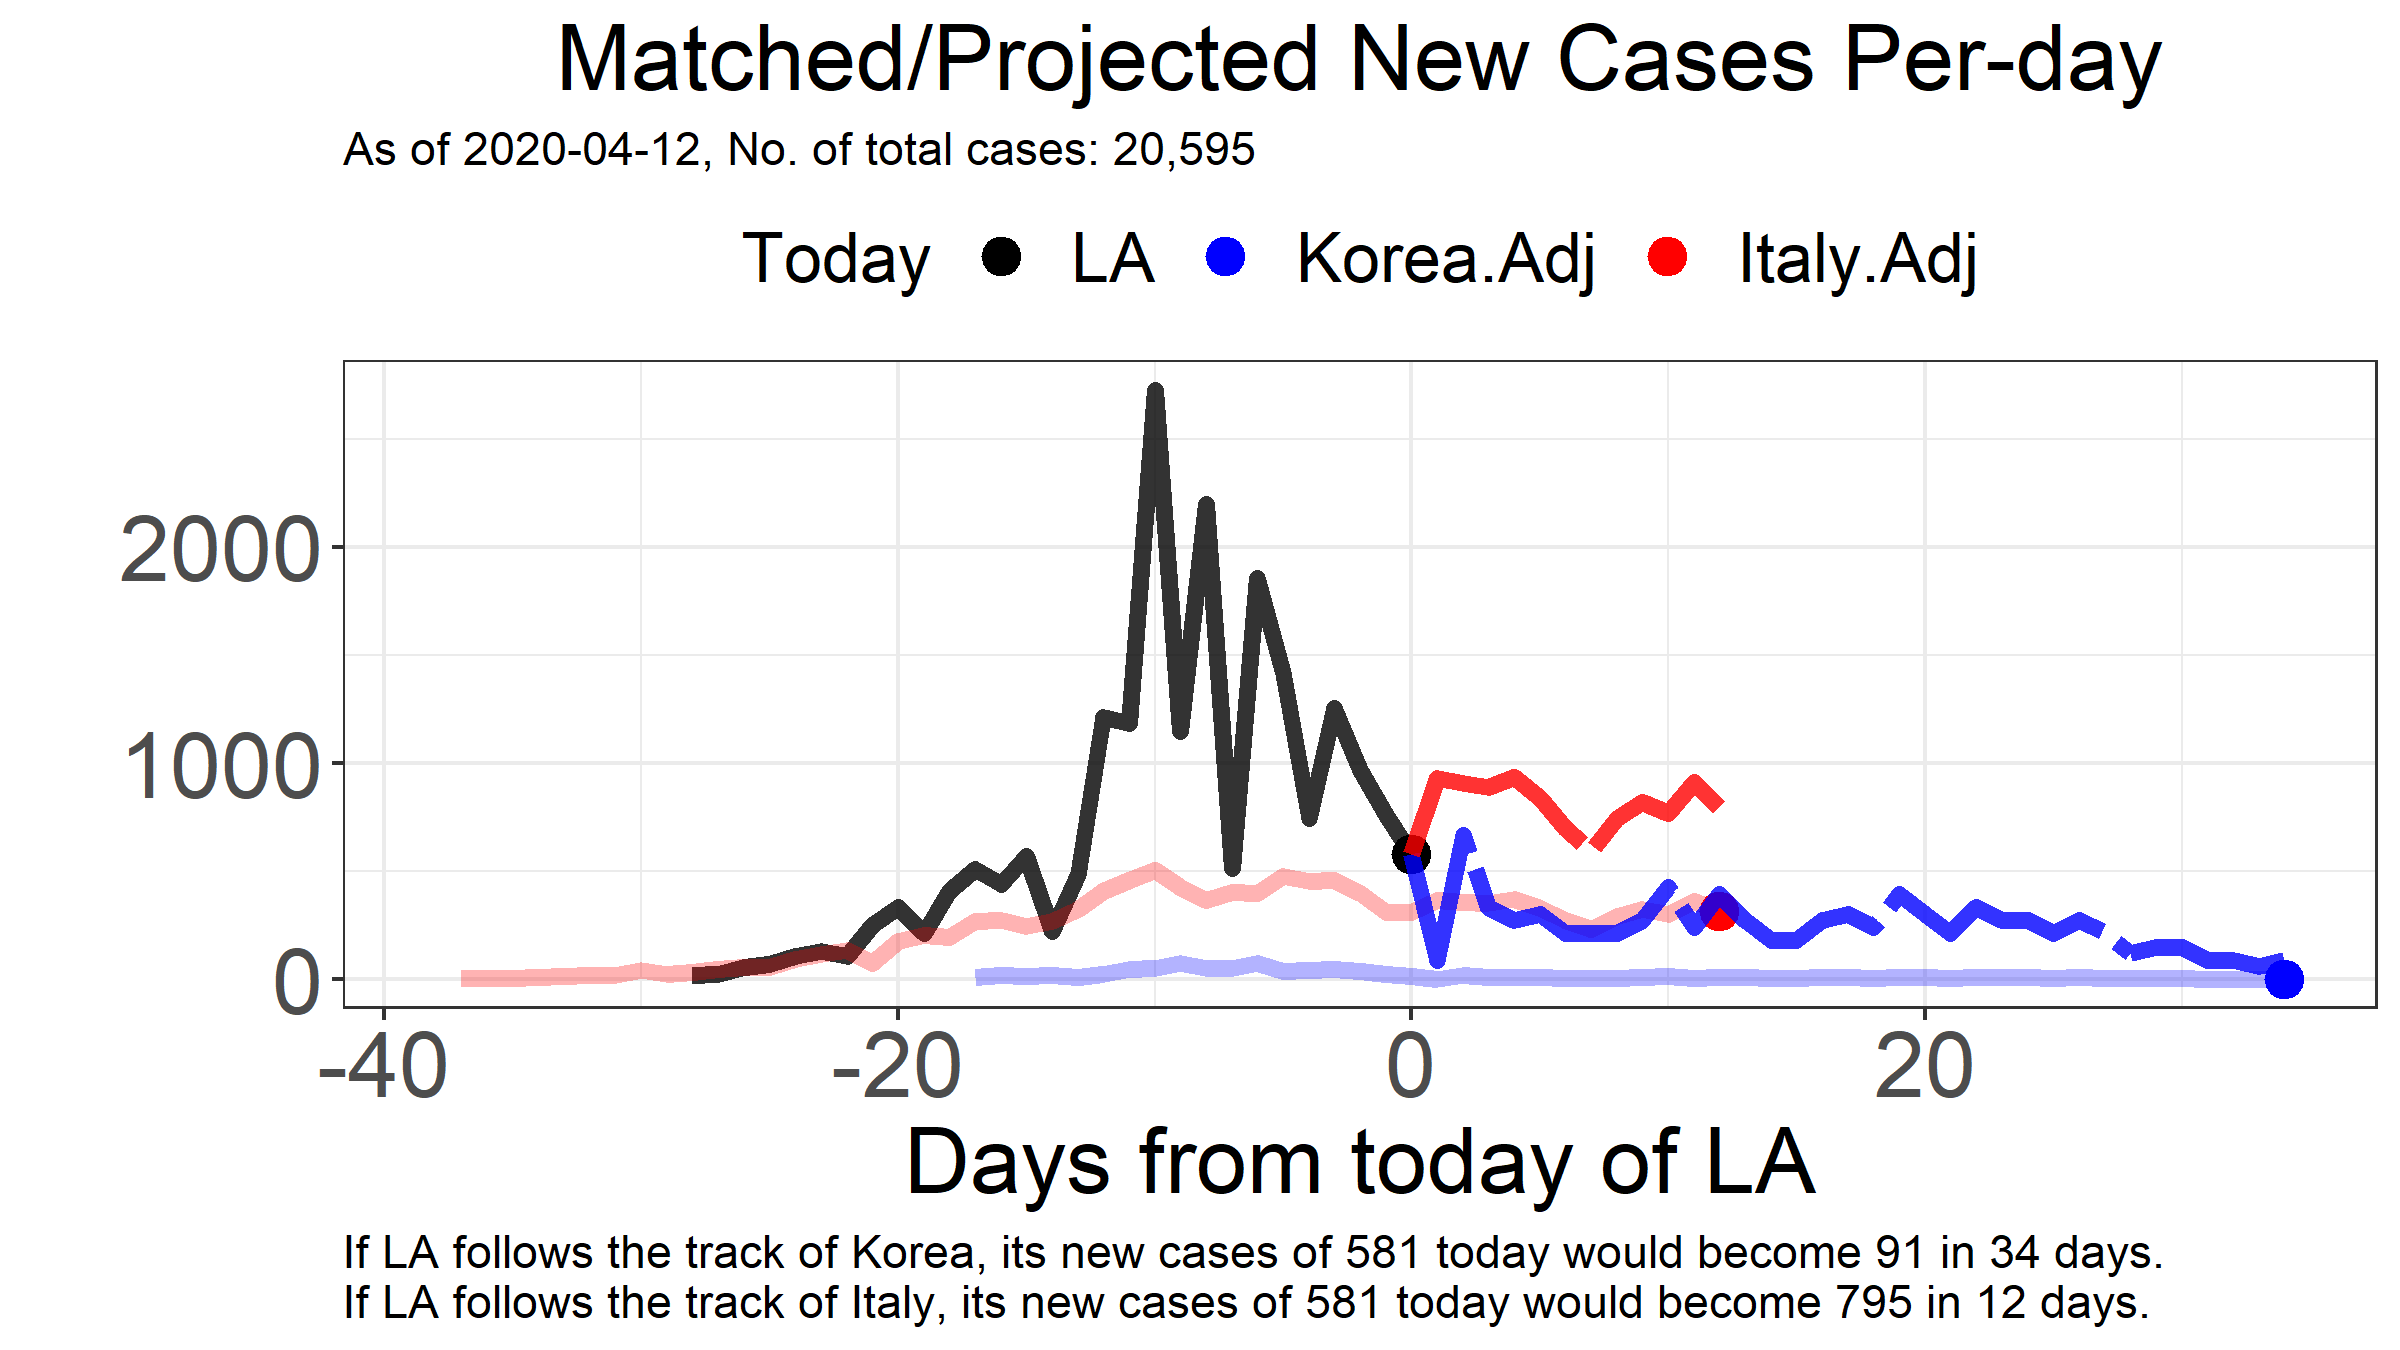 Matched/Projected New Cases Per-day
As of 2020-04-12, No. of total cases: 20,595
Today LA Korea.Adj Italy.Adj
2000
1000
0
-40 -20 0 20
Days from today of LA
If LA follows the track of Korea, its new cases of 581 today would become 91 in 34 days.
If LA follows the track of Italy, its new cases of 581 today would become 795 in 12 days.